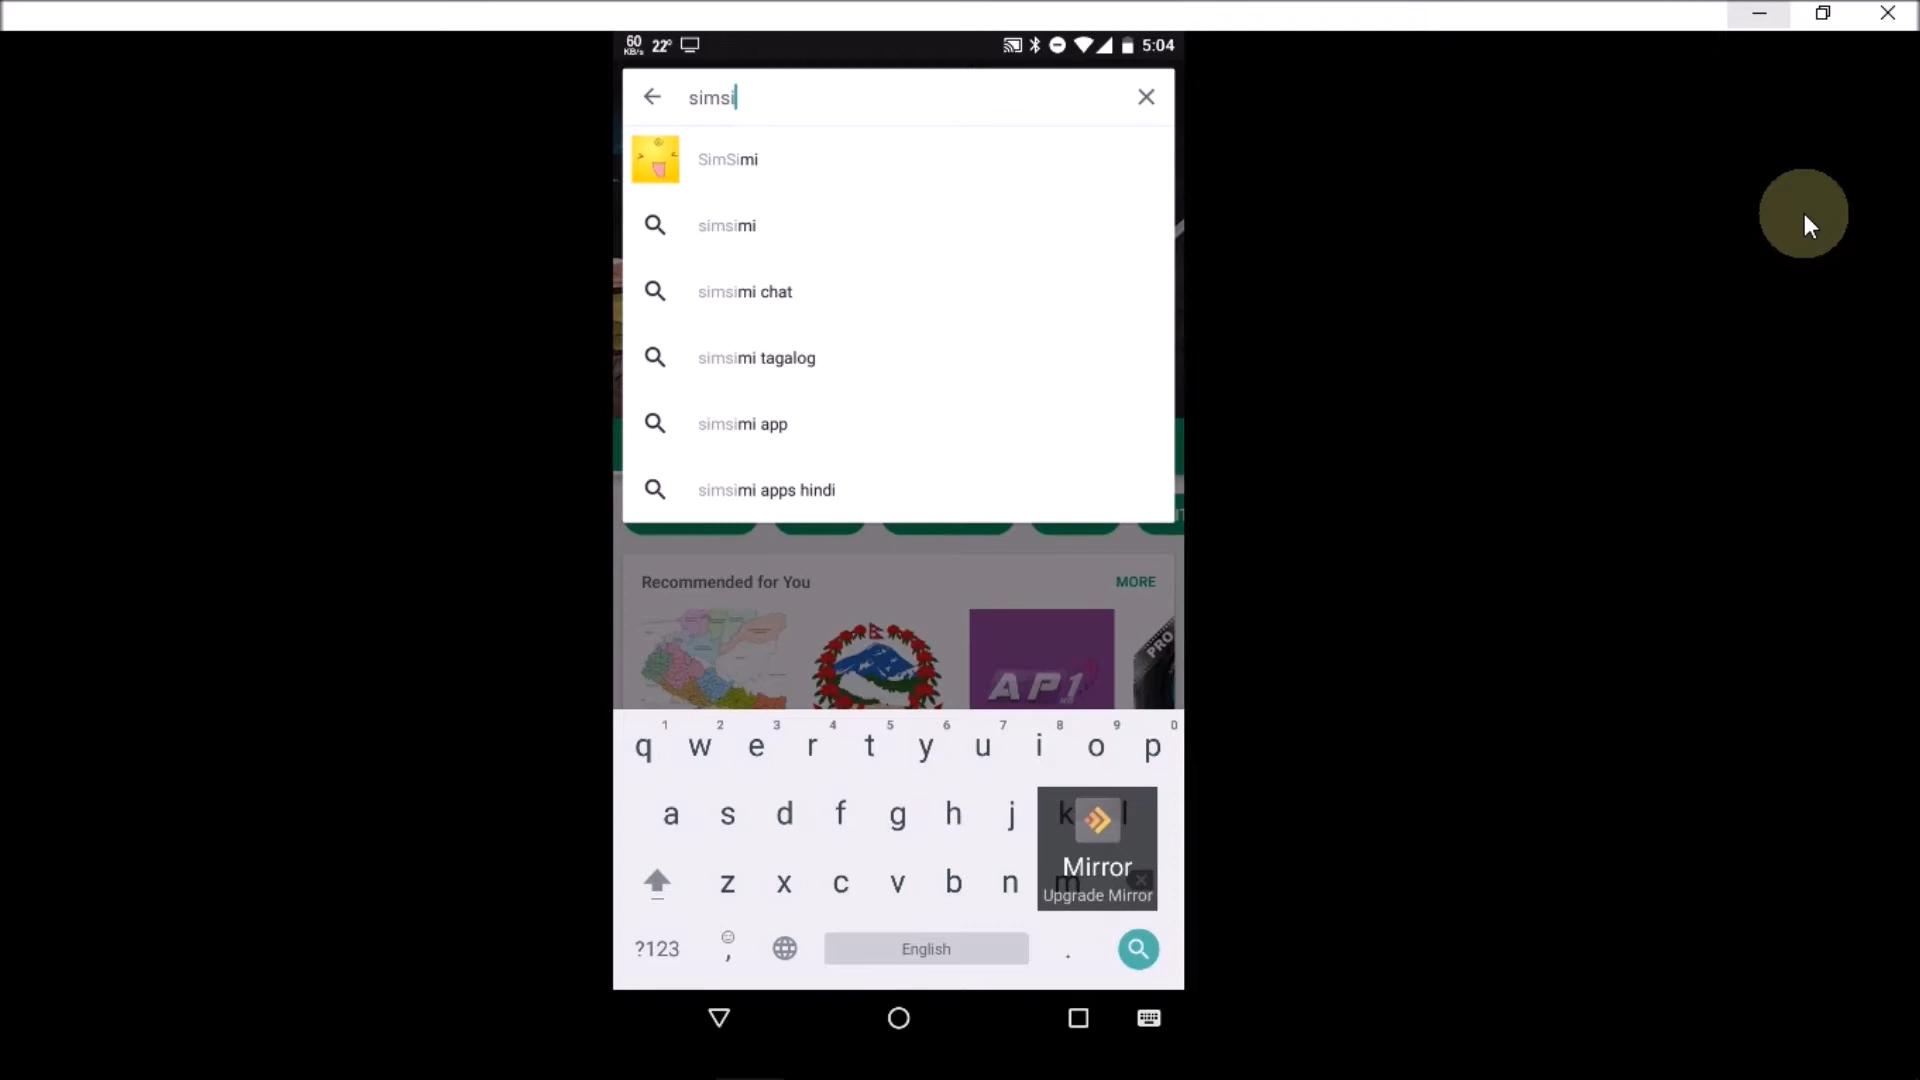 60
KB/s
22°
5:04
simsi
SimSimi
simsimi
simsimi chat
simsimi tagalog
simsimi app
simsimi apps hindi
Recommended for You
MORE
AP1
PRO
1 2 3 4 5 6 7 8 9 0
q w e r t y u i o p
a s d f g h j k l
z x c v b n m
Mirror
Upgrade Mirror
?123 , English .